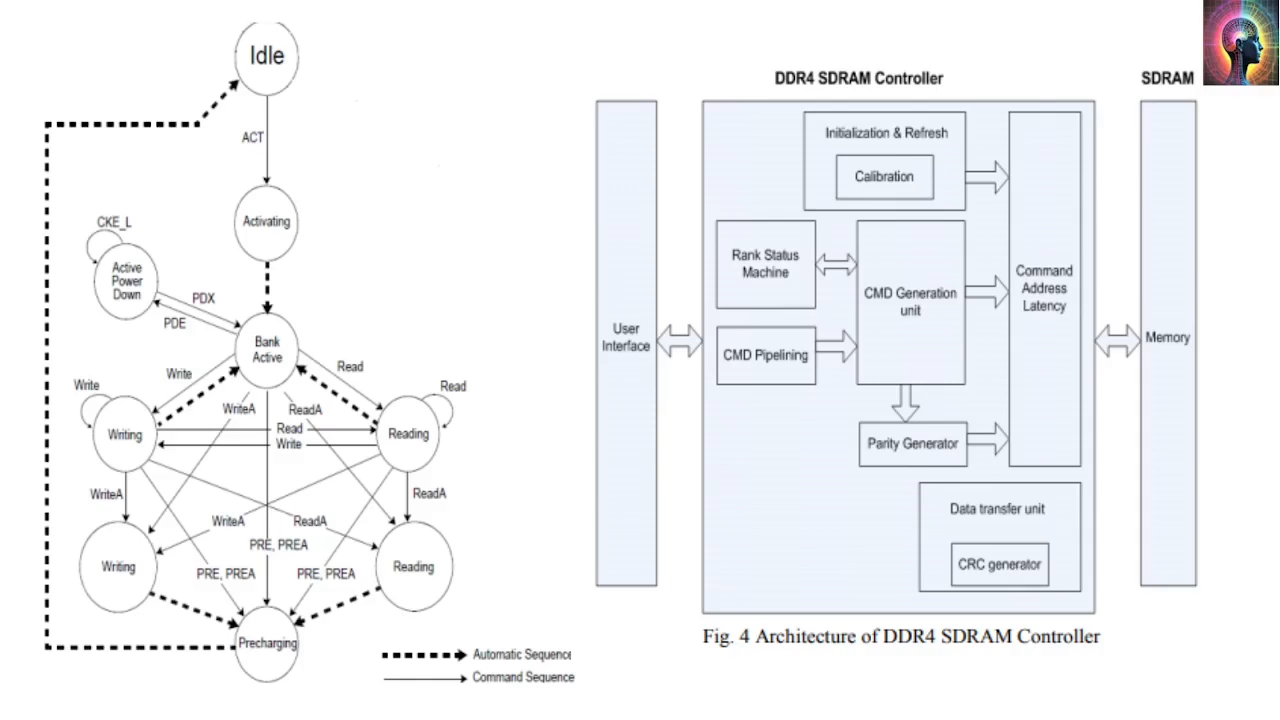 Idle
ACT
Activating
CKE_L
Active
Power
Down
PDX
PDE
Bank
Active
Write
Read
Write
WriteA
ReadA
Read
Writing
Read
Write
Reading
WriteA
ReadA
WriteA
ReadA
PRE, PREA
Writing
PRE, PREA
PRE, PREA
Reading
Precharging
Automatic Sequence
Command Sequence
DDR4 SDRAM Controller
SDRAM
User
Interface
Initialization & Refresh
Calibration
Rank Status
Machine
CMD Generation
unit
CMD Pipelining
Parity Generator
Command
Address
Latency
Data transfer unit
CRC generator
Memory
Fig. 4 Architecture of DDR4 SDRAM Controller